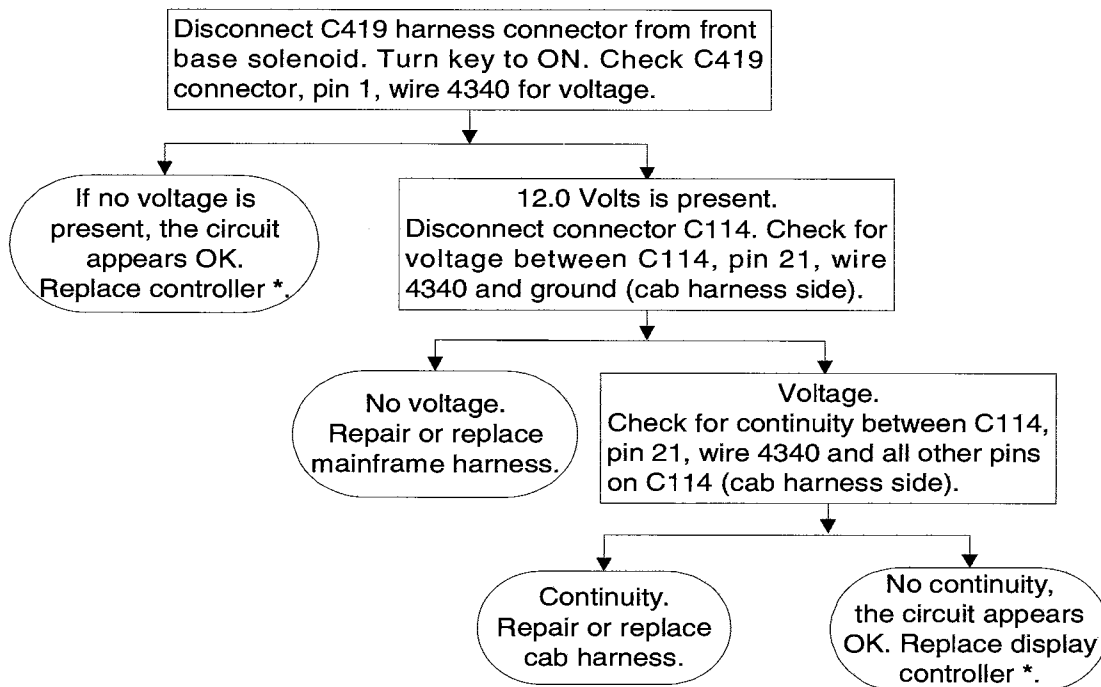 Disconnect C419 harness connector from front
base solenoid. Turn key to ON. Check C419
connector, pin 1, wire 4340 for voltage.
If no voltage is
present, the circuit
appears OK.
Replace controller *.
12.0 Volts is present.
Disconnect connector C114. Check for
voltage between C114, pin 21, wire
4340 and ground (cab harness side).
No voltage.
Repair or replace
mainframe harness.
Voltage.
Check for continuity between C114,
pin 21, wire 4340 and all other pins
on C114 (cab harness side).
Continuity.
Repair or replace
cab harness.
No continuity,
the circuit appears
OK. Replace display
controller *.